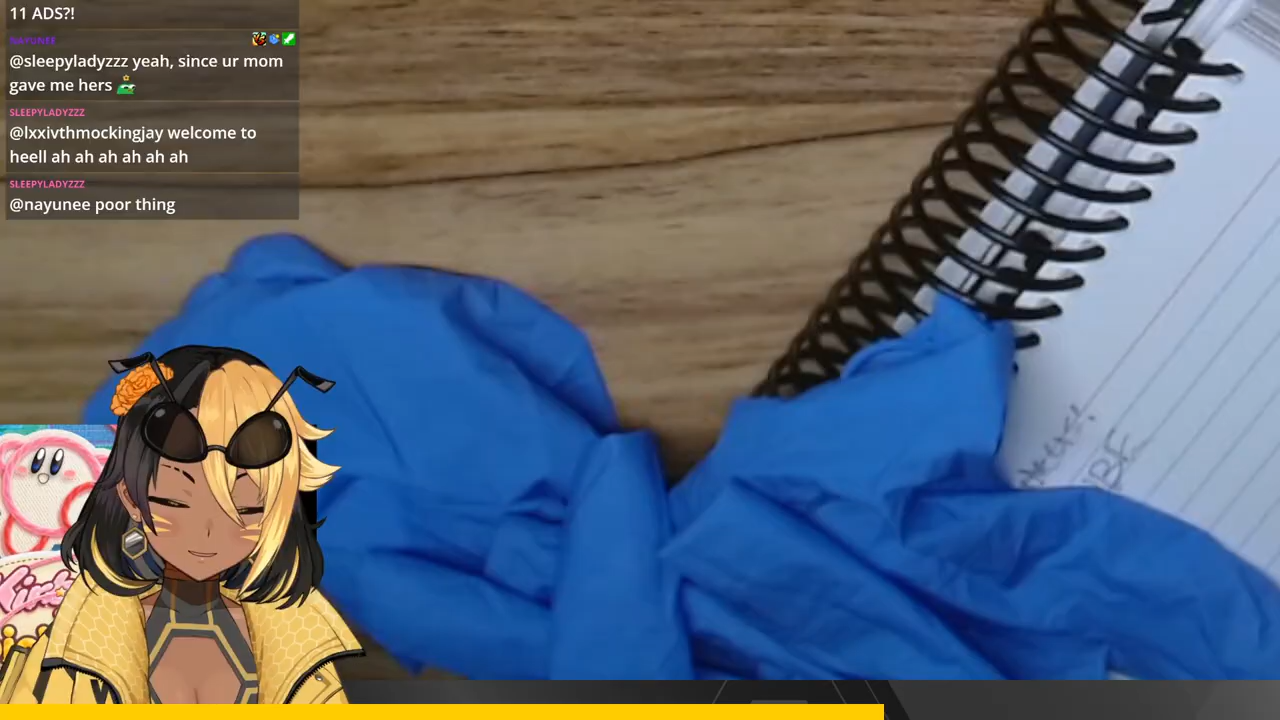 11 ADS?!
NAYUNEE
@sleepyladyzzz yeah, since ur mom
gave me hers
SLEEPYLADYZZZ
@lxxivthmockingjay welcome to
heell ah ah ah ah ah ah
SLEEPYLADYZZZ
@nayunee poor thing